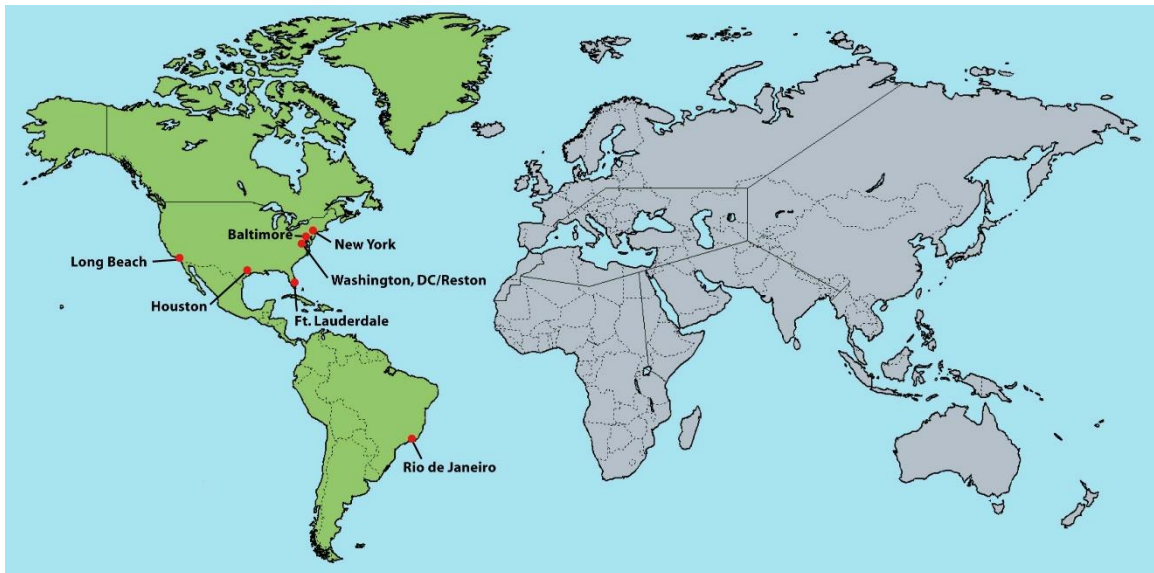 Baltimore
New York
Long Beach
Washington, DC/Reston
Houston
Ft. Lauderdale
Rio de Janeiro